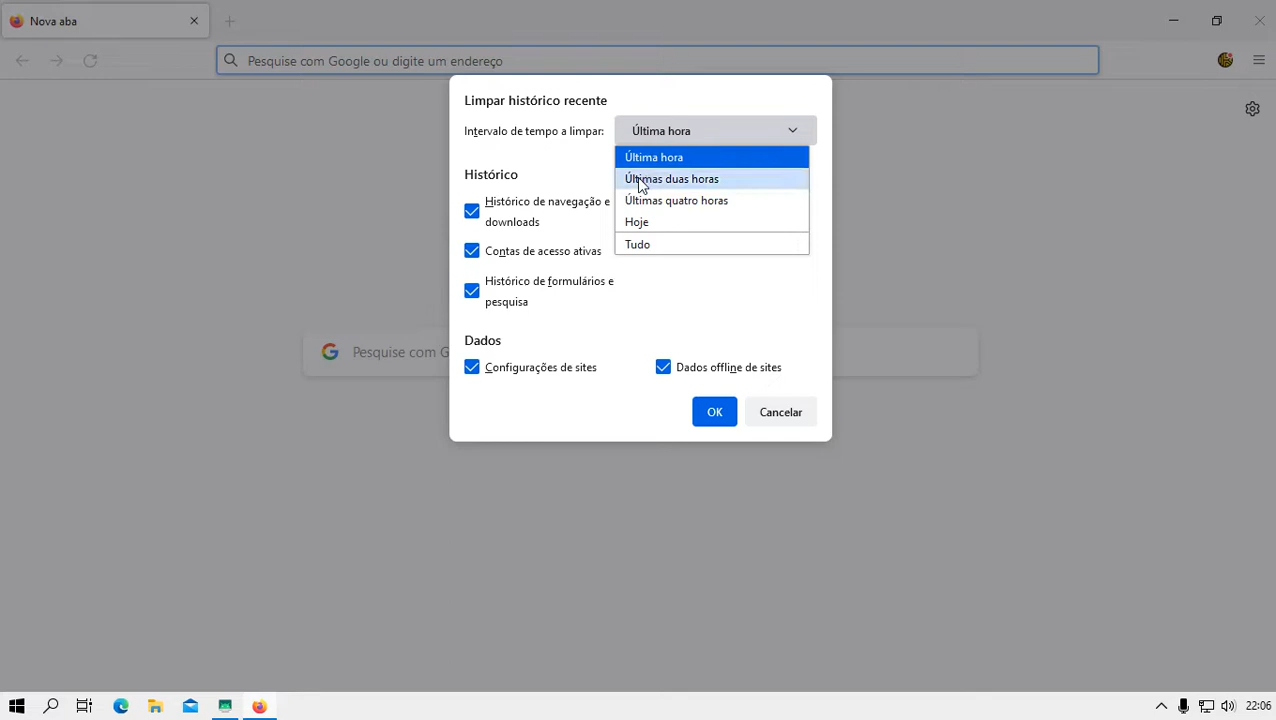 Nova aba
Pesquise com Google ou digite um endereço
Limpar histórico recente
Intervalo de tempo a limpar: Última hora
Última hora
Últimas duas horas
Últimas quatro horas
Hoje
Tudo
Histórico
Histórico de navegação e
downloads
Contas de acesso ativas
Histórico de formulários e
pesquisa
Pesquise com G
Dados
Configurações de sites
Dados offline de sites
OK
Cancelar
22:06